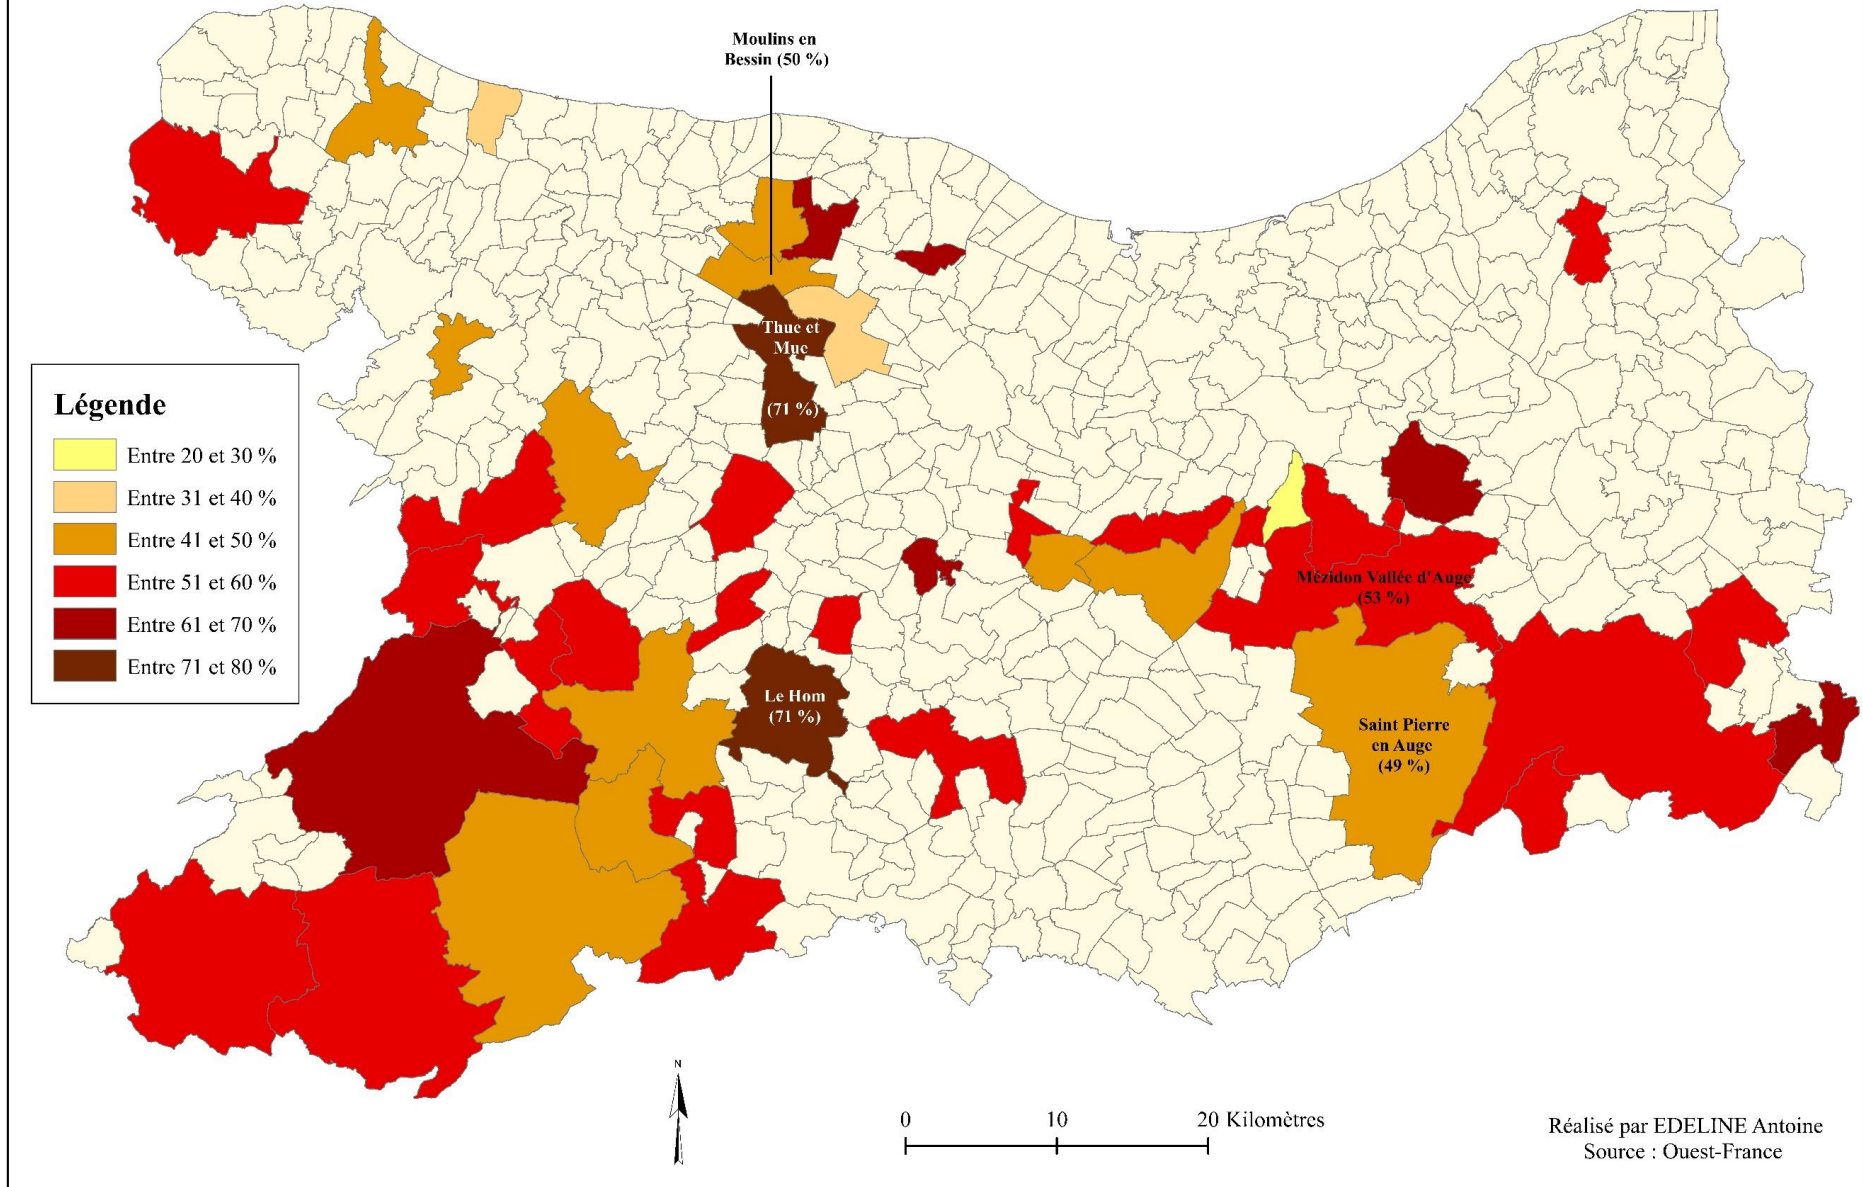 Moulins en
Bessin (50 %)
Thue et
Mue
(71 %)
Légende
Entre 20 et 30 %
Entre 31 et 40 %
Entre 41 et 50 %
Entre 51 et 60 %
Entre 61 et 70 %
Entre 71 et 80 %
Mézidon Vallée d'Auge
(53 %)
Le Hom
(71 %)
Saint Pierre
en Auge
(49 %)
N
0 10 20 Kilomètres
Réalisé par EDELINE Antoine
Source : Ouest-France